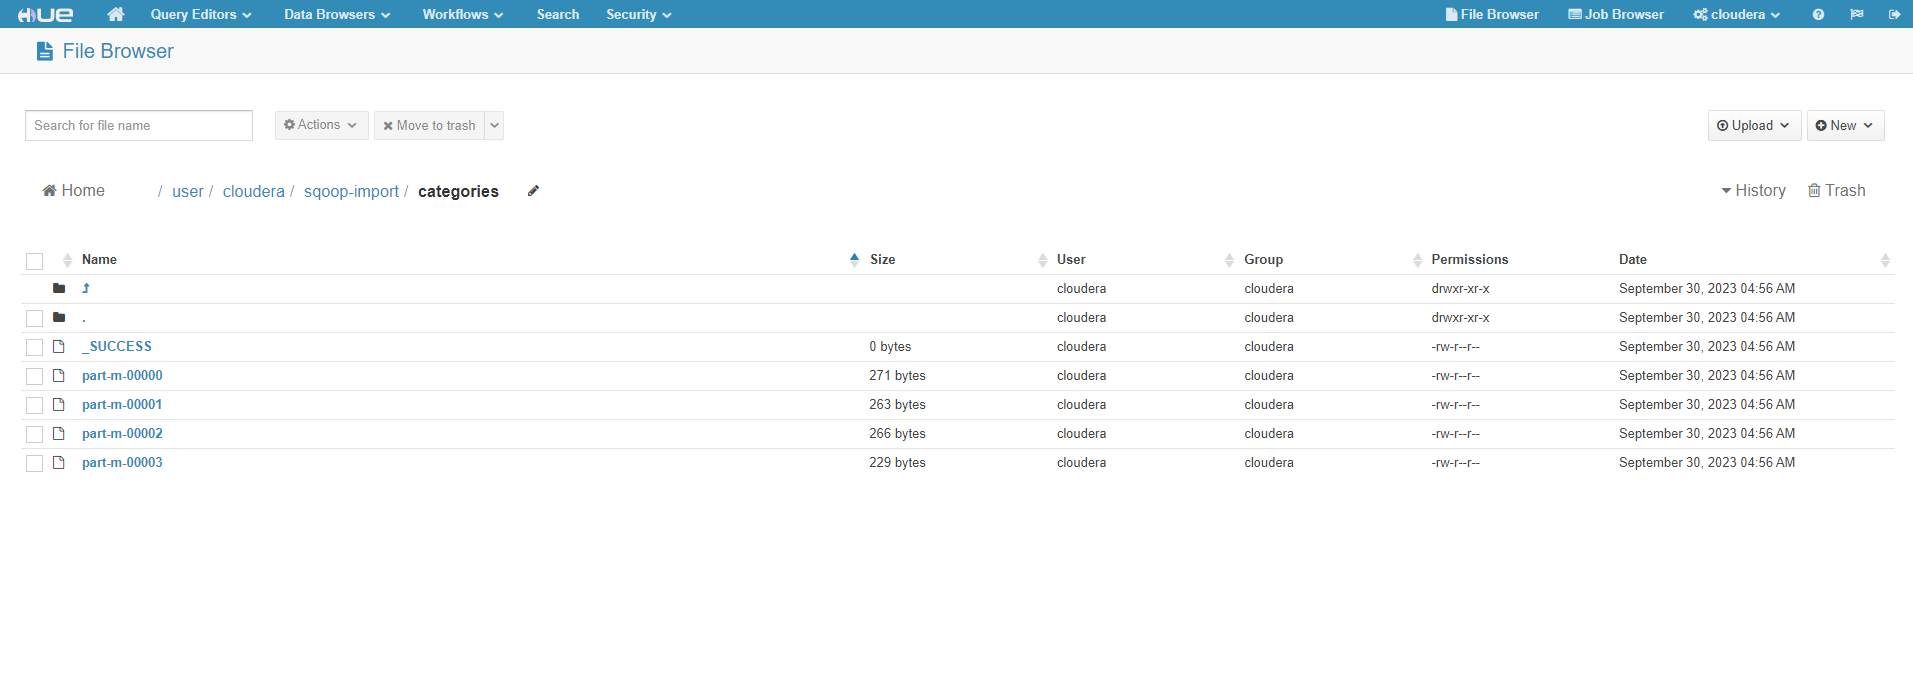 HUE Query Editors Data Browsers Workflows Search Security File Browser Job Browser cloudera
File Browser
Search for file name Actions Move to trash Upload New
Home / user / cloudera / sqoop-import / categories History Trash
Name Size User Group Permissions Date
cloudera cloudera drwxr-xr-x September 30, 2023 04:56 AM
. cloudera cloudera drwxr-xr-x September 30, 2023 04:56 AM
_SUCCESS 0 bytes cloudera cloudera -rw-r--r-- September 30, 2023 04:56 AM
part-m-00000 271 bytes cloudera cloudera -rw-r--r-- September 30, 2023 04:56 AM
part-m-00001 263 bytes cloudera cloudera -rw-r--r-- September 30, 2023 04:56 AM
part-m-00002 266 bytes cloudera cloudera -rw-r--r-- September 30, 2023 04:56 AM
part-m-00003 229 bytes cloudera cloudera -rw-r--r-- September 30, 2023 04:56 AM